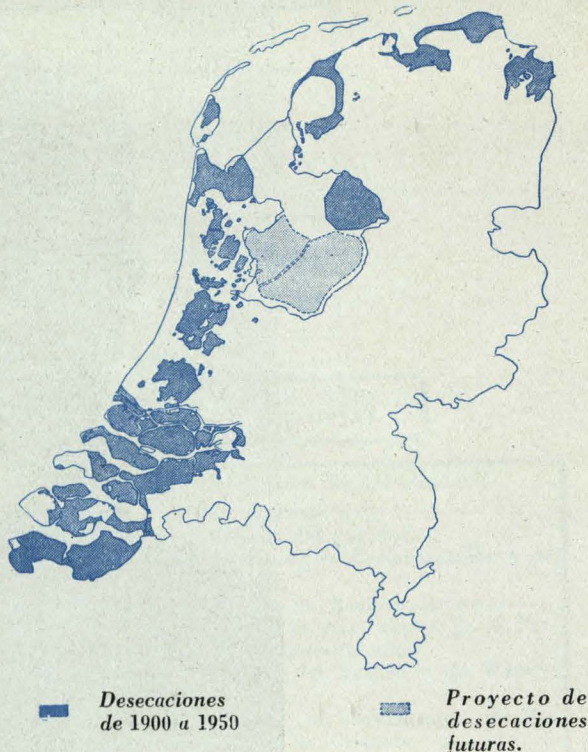 Desecaciones
de 1900 a 1950
Proyecto de
desecaciones
futuras.